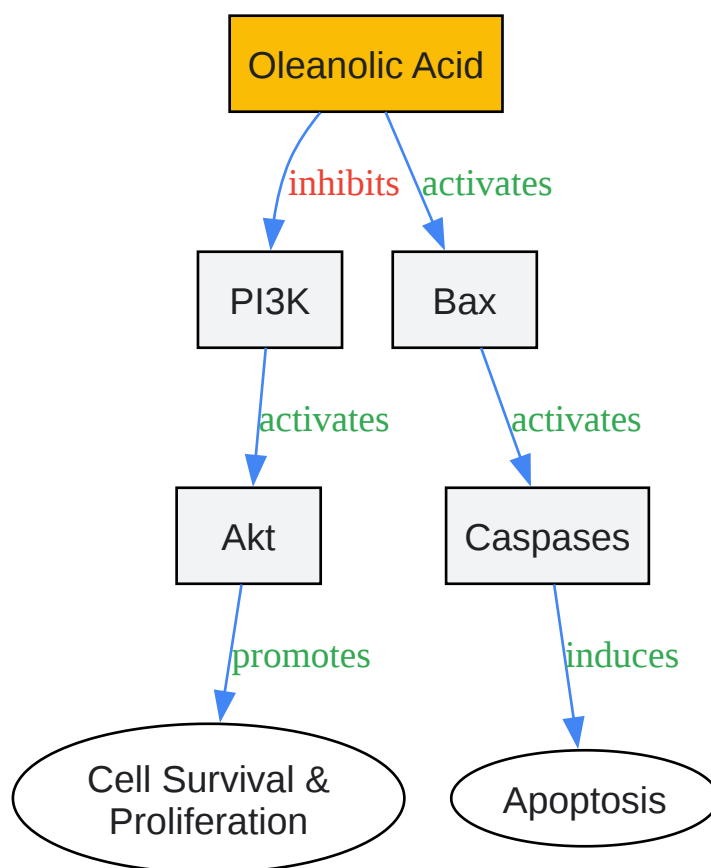 Oleanolic Acid
inhibits
activates
PI3K
Bax
activates
activates
Akt
Caspases
promotes
induces
Cell Survival &
Proliferation
Apoptosis